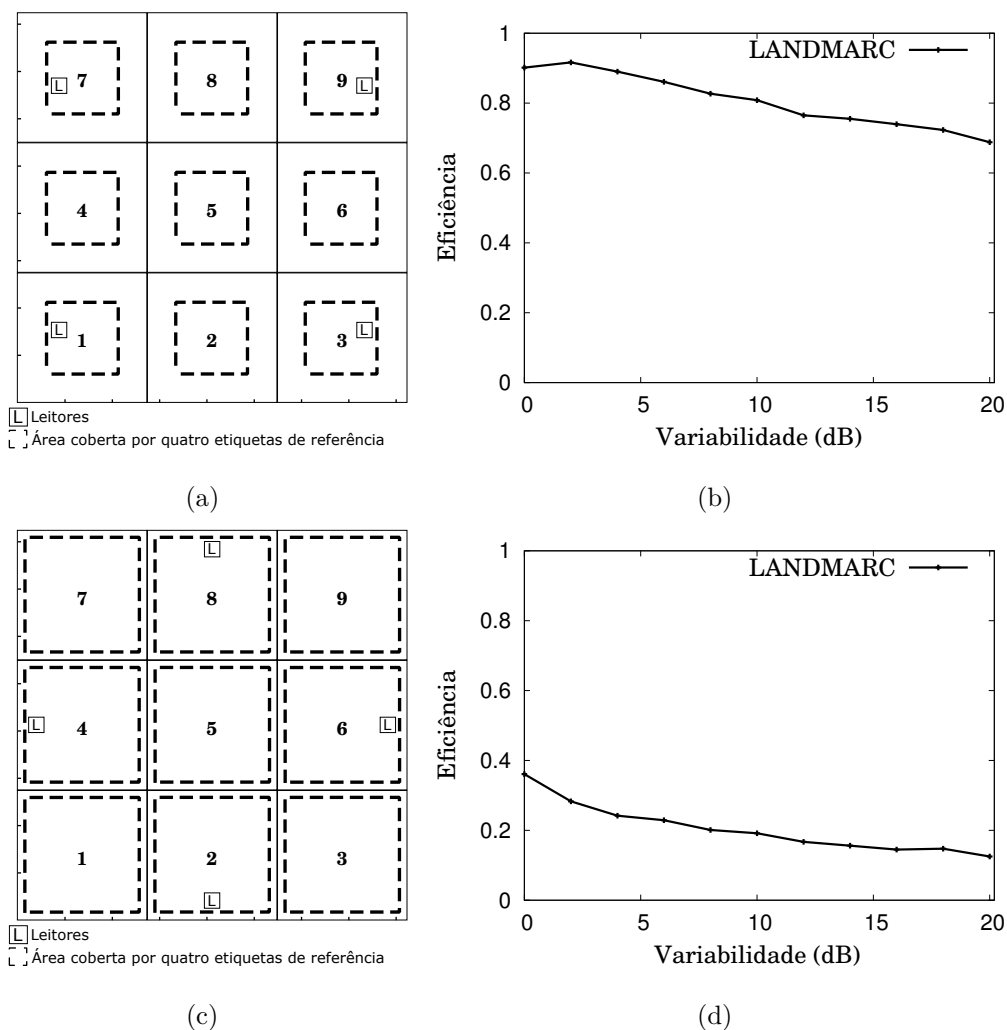 7 8 9
L L
4 5 6
L L
1 2 3
L Leitores
Área coberta por quatro etiquetas de referência
(a)
LANDMARC
1
0.8
0.6
0.4
0.2
0
0 5 10 15 20
Eficiência
Variabilidade (dB)
(b)
L
7 8 9
L L
4 5 6
1 2 3
L
L Leitores
Área coberta por quatro etiquetas de referência
(c)
LANDMARC
1
0.8
0.6
0.4
0.2
0
0 5 10 15 20
Eficiência
Variabilidade (dB)
(d)